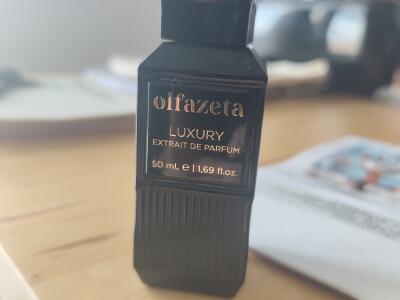 olfazeta
LUXURY
EXTRAIT DE PARFUM
50 mL ℮ | 1,69 fl.oz.